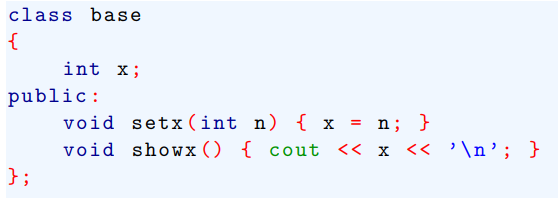 class base
{
    int x;
public:
    void setx(int n) { x = n; }
    void showx() { cout << x << ’\n’; }
};